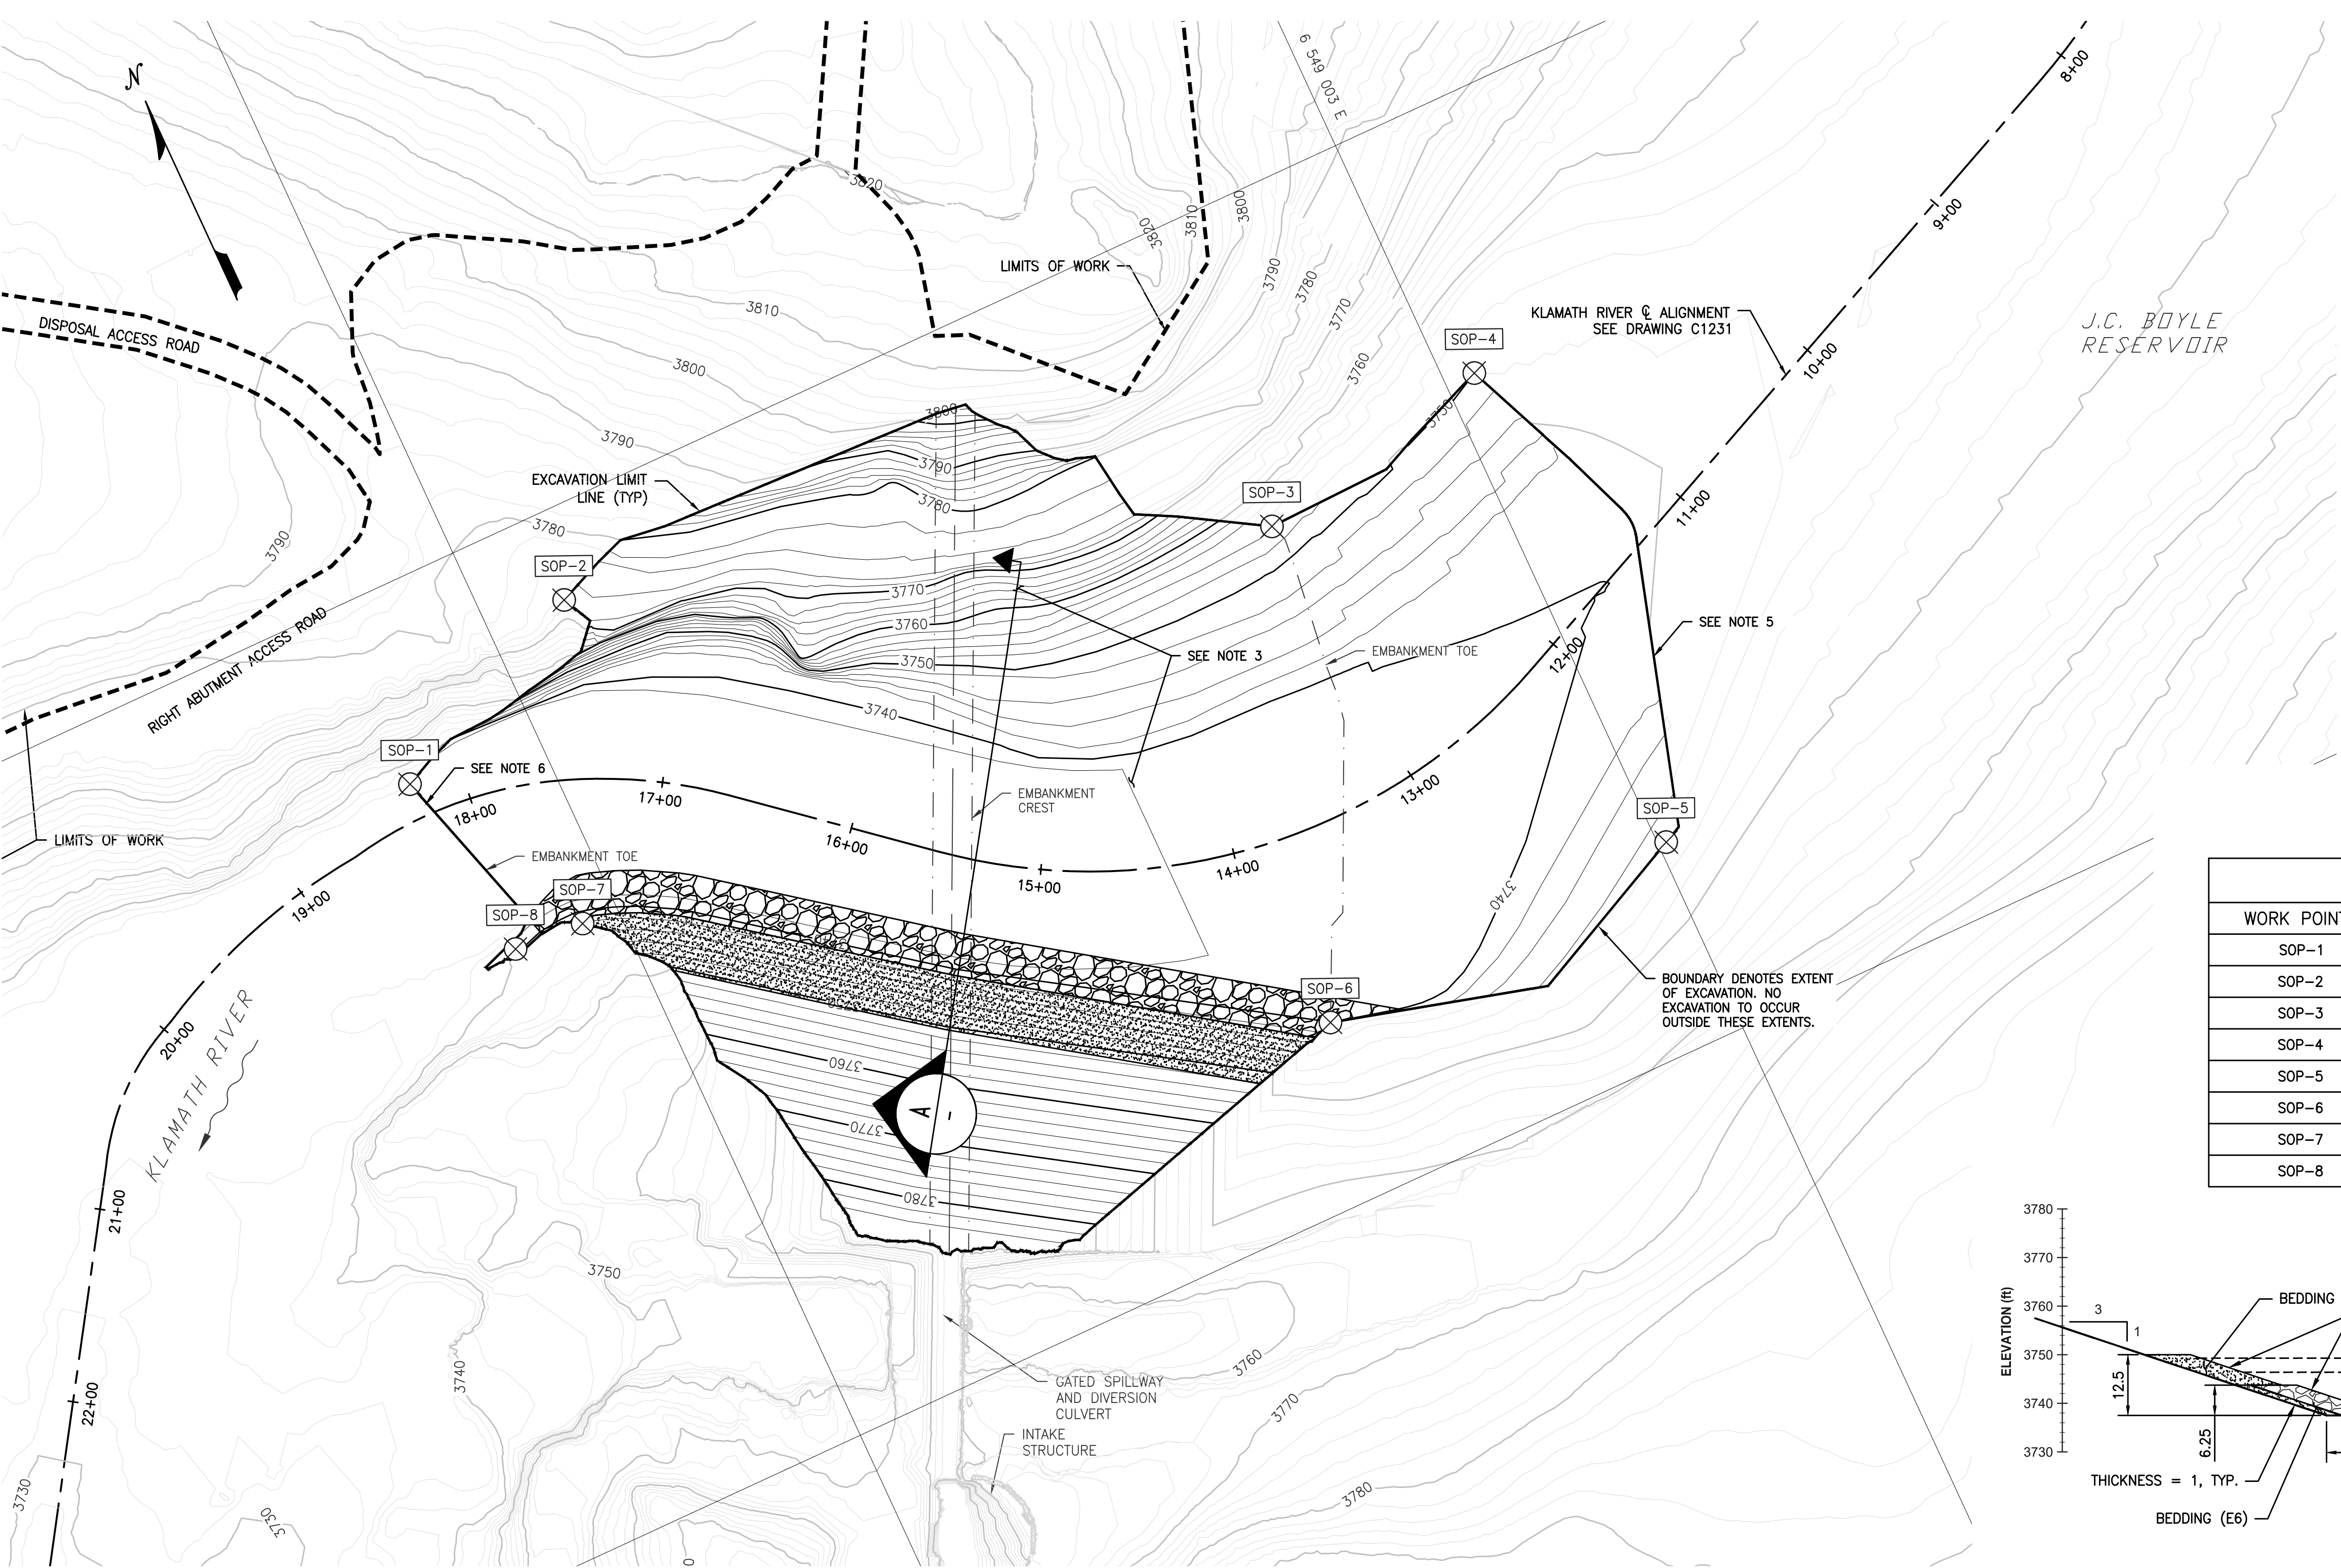 N
6 549 003 E
8+00
3820
3820
3810
3800
9+00
LIMITS OF WORK
3790
3780
3810
3770
KLAMATH RIVER ℄ ALIGNMENT
SEE DRAWING C1231
J.C. BOYLE
RESERVOIR
DISPOSAL ACCESS ROAD
SOP-4
10+00
3800
3760
3800
3750
3790
3790
EXCAVATION LIMIT
LINE (TYP)
SOP-3
3780
11+00
3780
3790
SOP-2
3770
3760
SEE NOTE 5
RIGHT ABUTMENT ACCESS ROAD
3750
SEE NOTE 3
EMBANKMENT TOE
12+00
3740
SOP-1
SEE NOTE 6
17+00
18+00
EMBANKMENT
CREST
13+00
SOP-5
LIMITS OF WORK
16+00
EMBANKMENT TOE
14+00
15+00
SOP-7
3740
19+00
SOP-8
WORK POINT
SOP-1
SOP-2
SOP-3
SOP-4
SOP-5
SOP-6
SOP-7
SOP-8
SOP-6
BOUNDARY DENOTES EXTENT
OF EXCAVATION. NO
EXCAVATION TO OCCUR
OUTSIDE THESE EXTENTS.
20+00
KLAMATH RIVER
3760
A
-
3770
3780
21+00
3750
3740
22+00
GATED SPILLWAY
AND DIVERSION
CULVERT
3760
3770
INTAKE
STRUCTURE
3780
3730
3730
0
3780
3770
3760
3750
3740
3730
ELEVATION (ft)
3
1
BEDDING
12.5
6.25
THICKNESS = 1, TYP.
BEDDING (E6)